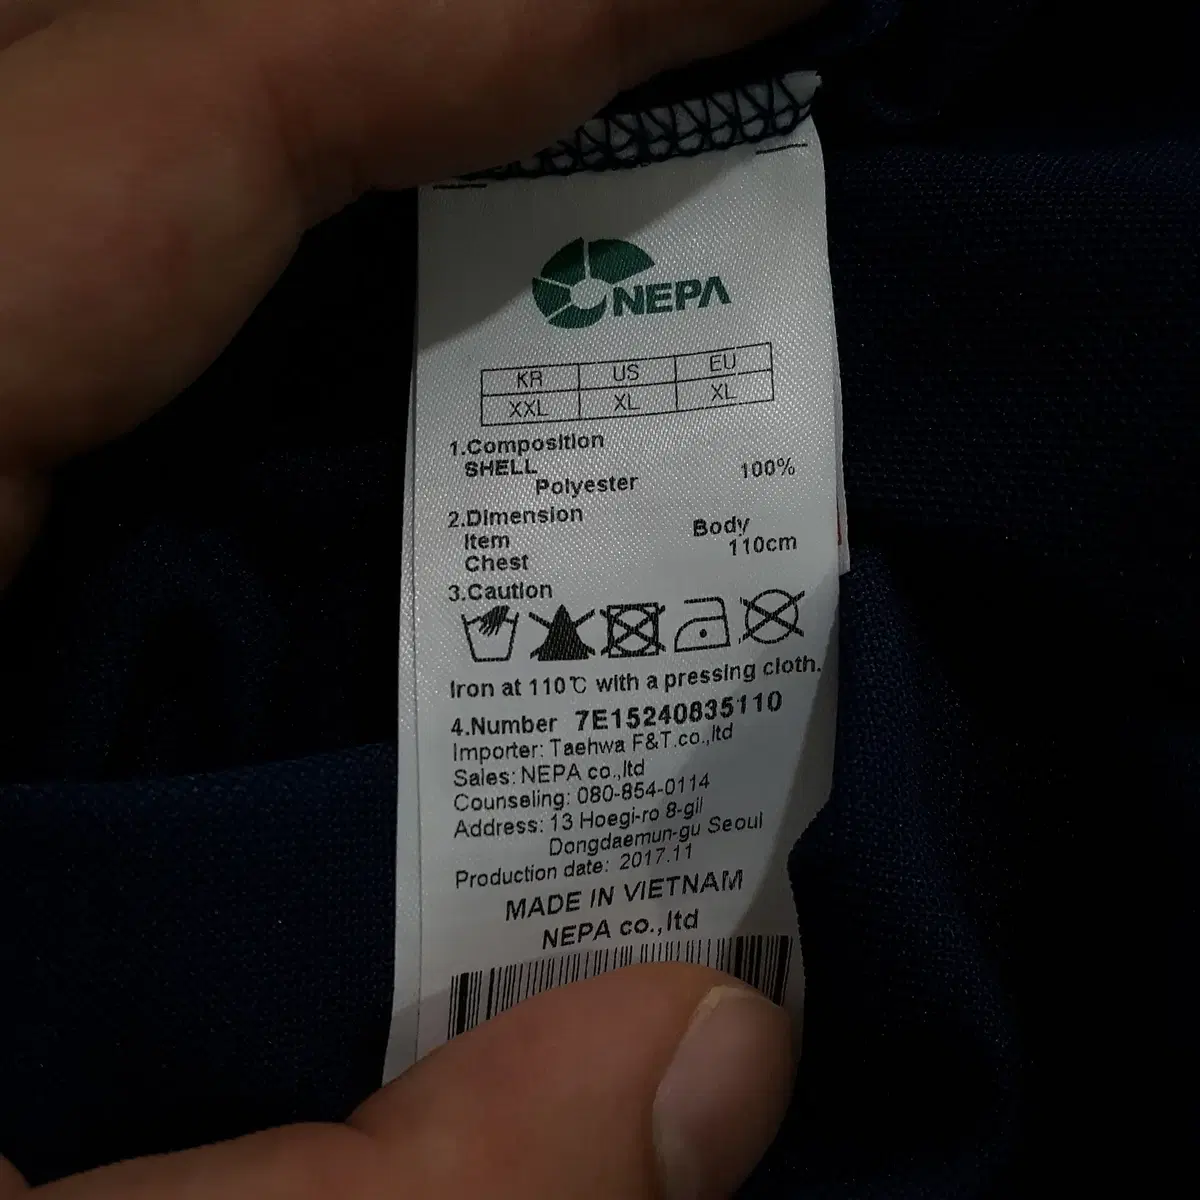 NEPA
KR US EU
XXL XL XL
1.Composition
SHELL
Polyester 100%
2.Dimension
Item Body
Chest 110cm
3.Caution
Iron at 110℃ with a pressing cloth.
4.Number 7E15240835110
Importer: Taehwa F&T.co.,ltd
Sales: NEPA co.,ltd
Counseling: 080-854-0114
Address: 13 Hoegi-ro 8-gil
Dongdaemun-gu Seoul
Production date: 2017.11
MADE IN VIETNAM
NEPA co.,ltd